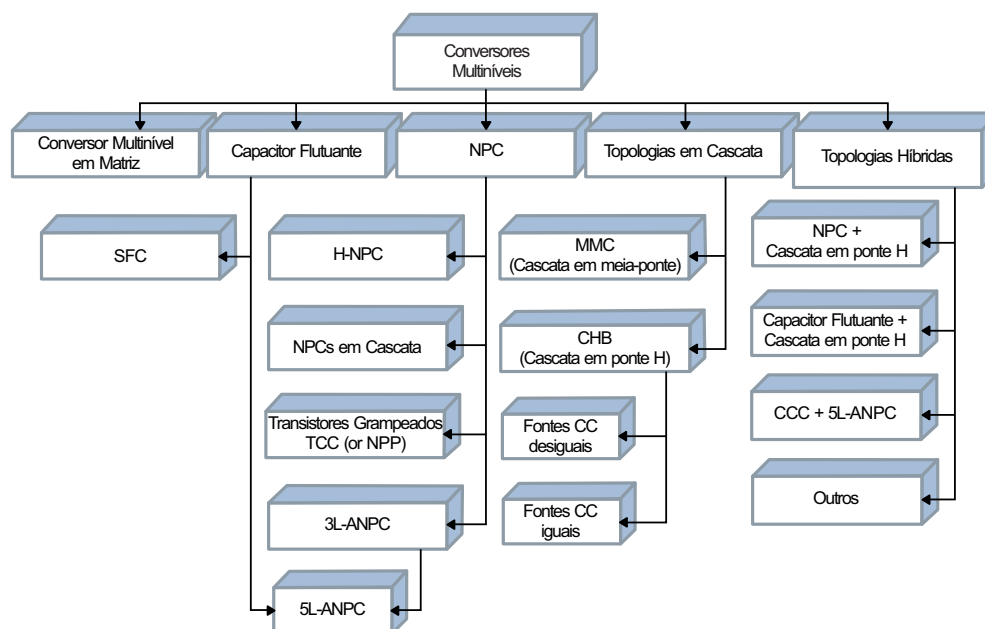 Conversores
Multiníveis
Conversor Multinível
em Matriz
Capacitor Flutuante
NPC
Topologias em Cascata
Topologias Híbridas
SFC
H-NPC
MMC
(Cascata em meia-ponte)
NPC +
Cascata em ponte H
NPCs em Cascata
CHB
(Cascata em ponte H)
Capacitor Flutuante +
Cascata em ponte H
Transistores Grampeados
TCC (or NPP)
Fontes CC
desiguais
CCC + 5L-ANPC
3L-ANPC
Fontes CC
iguais
Outros
5L-ANPC